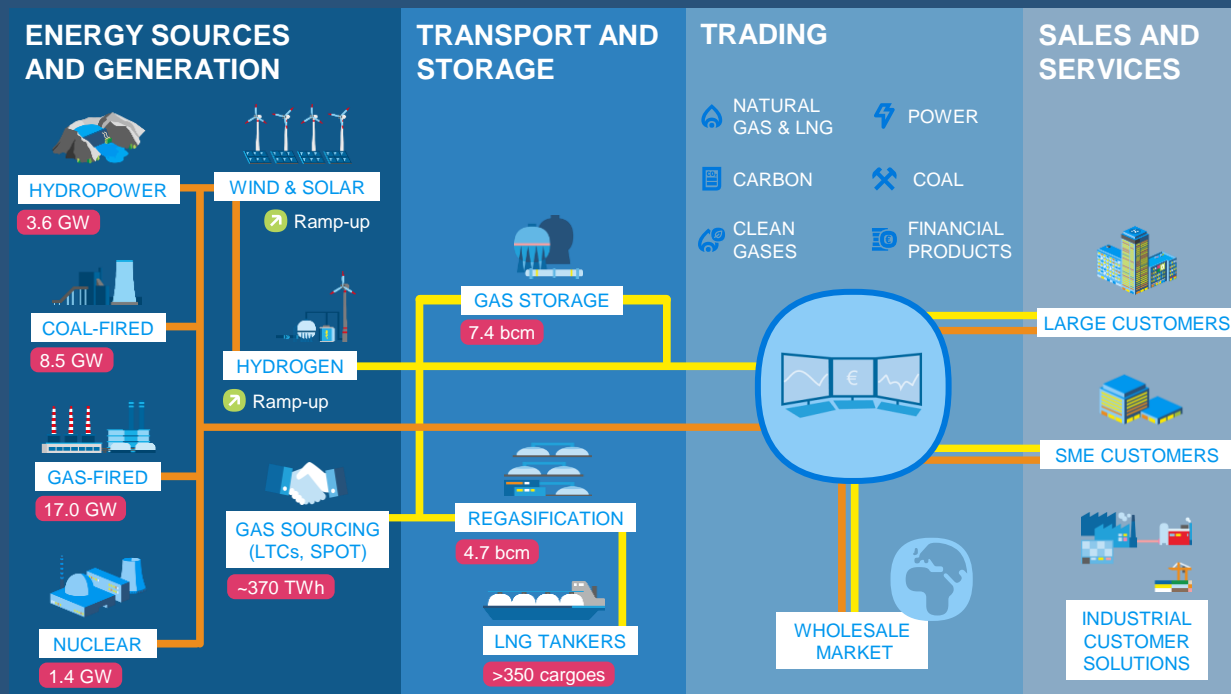 ENERGY SOURCES
AND GENERATION
HYDROPOWER
3.6 GW
WIND & SOLAR
Ramp-up
COAL-FIRED
8.5 GW
HYDROGEN
Ramp-up
GAS-FIRED
17.0 GW
GAS SOURCING
(LTCs, SPOT)
~370 TWh
NUCLEAR
1.4 GW
TRANSPORT AND
STORAGE
GAS STORAGE
7.4 bcm
REGASIFICATION
4.7 bcm
LNG TANKERS
>350 cargoes
TRADING
NATURAL
GAS & LNG
POWER
CARBON
COAL
CLEAN
GASES
FINANCIAL
PRODUCTS
€
WHOLESALE
MARKET
SALES AND
SERVICES
LARGE CUSTOMERS
SME CUSTOMERS
INDUSTRIAL
CUSTOMER
SOLUTIONS